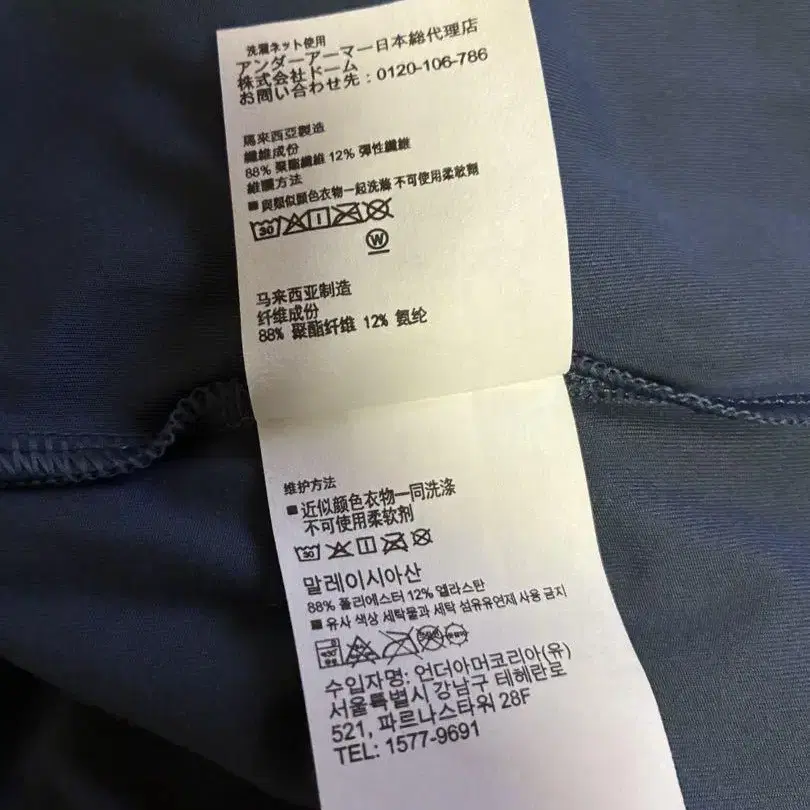 洗濯ネット使用
アンダーアーマー日本総代理店
株式会社ドーム
お問い合わせ先：0120-106-786
馬來西亞製造
纖維成份
88% 聚酯纖維 12% 彈性纖維
維護方法
■ 與類似顏色衣物一起洗滌 不可使用柔軟劑
30
W
马来西亚制造
纤维成份
88% 聚酯纤维 12% 氨纶
维护方法
■ 近似颜色衣物一同洗涤
不可使用柔软剂
30
말레이시아산
88% 폴리에스터 12% 엘라스탄
■ 유사 색상 세탁물과 세탁 섬유유연제 사용 금지
수입자명: 언더아머코리아(유)
서울특별시 강남구 테헤란로
521, 파르나스타워 28F
TEL: 1577-9691